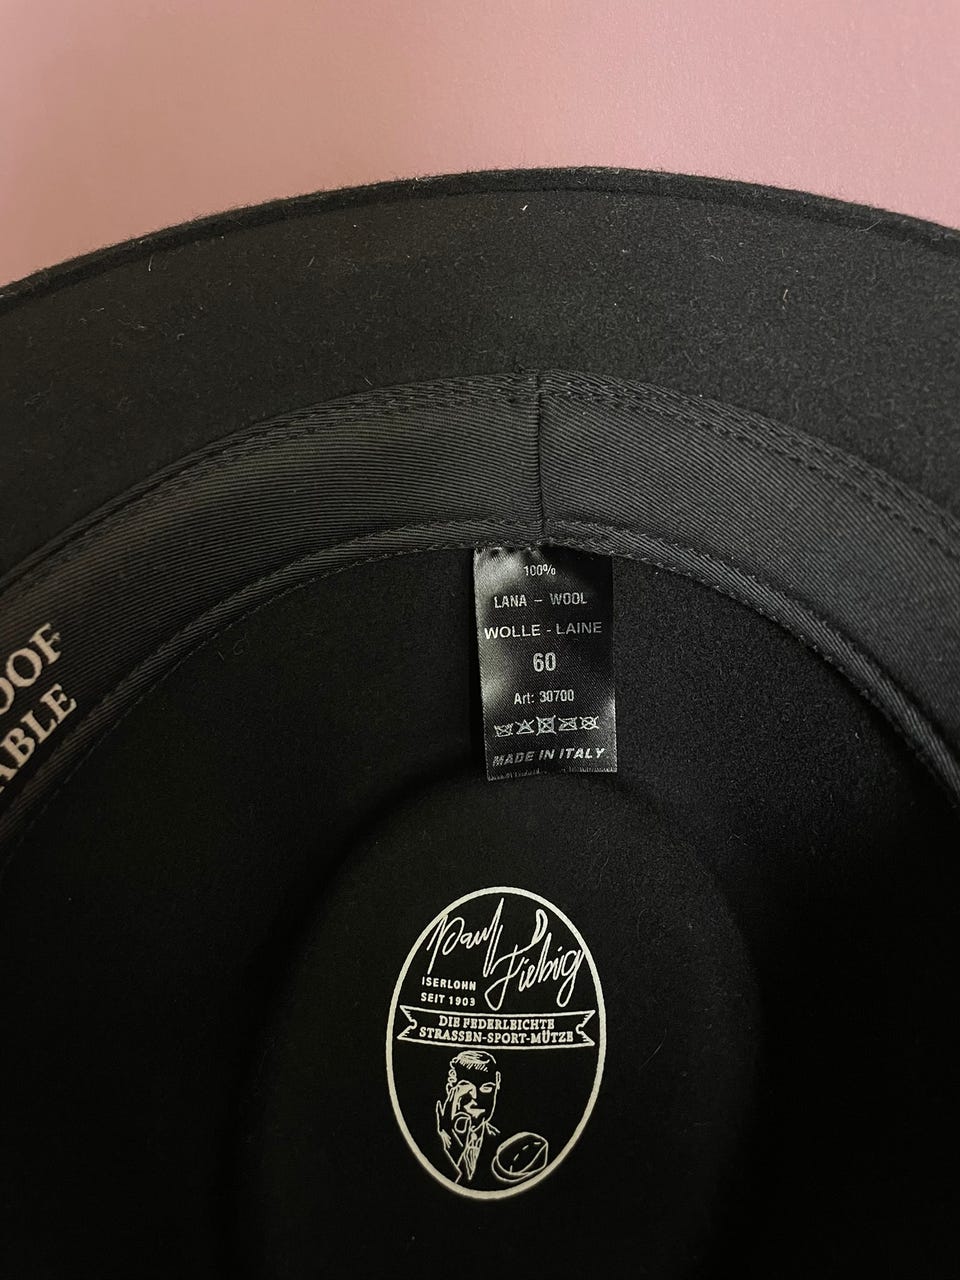 OOF
ABLE
100%
LANA - WOOL
WOLLE - LAINE
60
Art: 30700
MADE IN ITALY
Paul Fiebig
ISERLOHN
SEIT 1903
DIE FEDERLEICHTE
STRASSEN-SPORT-MÜTZE